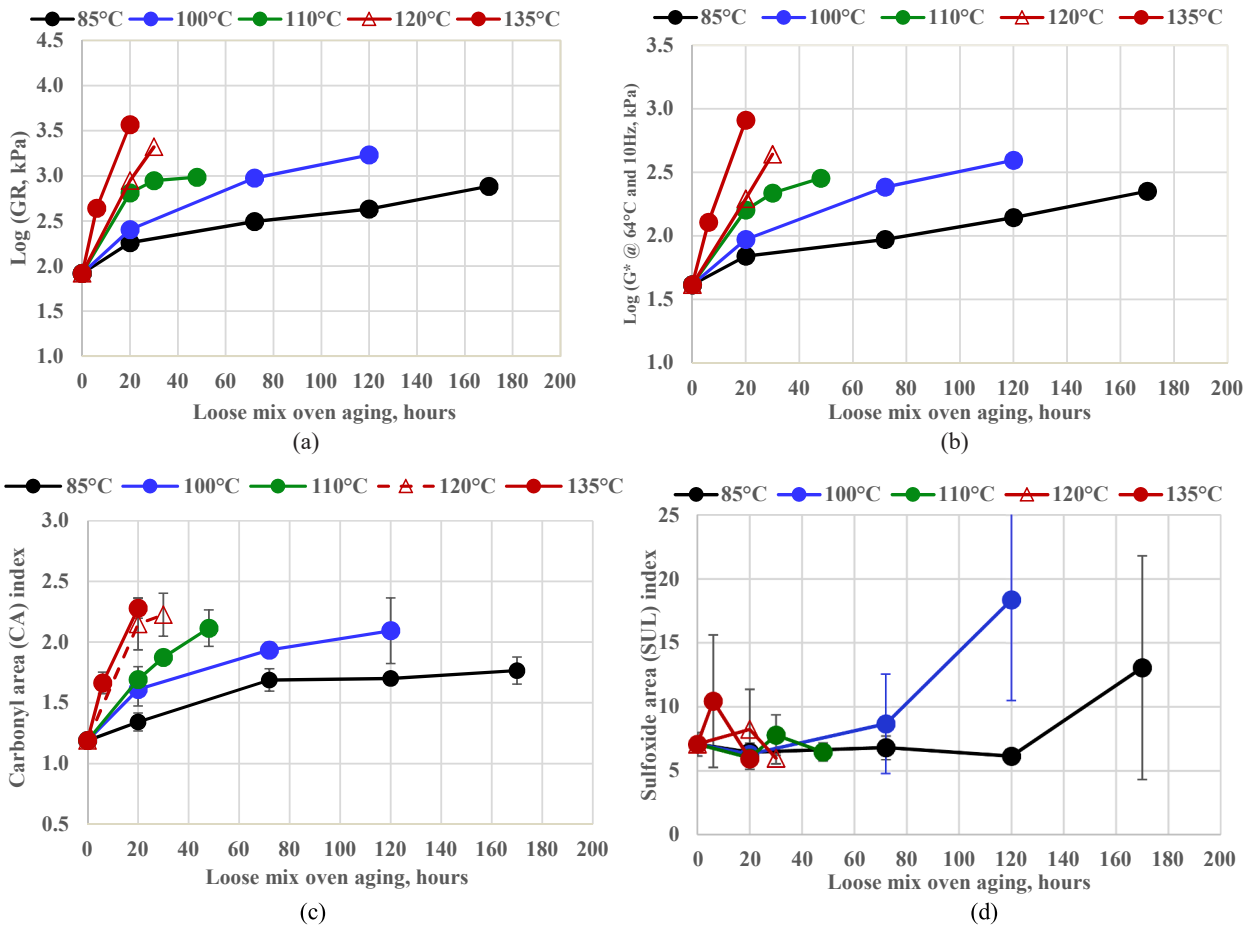 85°C 100°C 110°C 120°C 135°C
4.5
4.0
3.5
3.0
2.5
2.0
1.5
1.0
Log (GR, kPa)
0 20 40 60 80 100 120 140 160 180 200
Loose mix oven aging, hours
(a)
85°C 100°C 110°C 120°C 135°C
3.5
3.0
2.5
2.0
1.5
1.0
Log (G* @ 64°C and 10Hz, kPa)
0 20 40 60 80 100 120 140 160 180 200
Loose mix oven aging, hours
(b)
85°C 100°C 110°C 120°C 135°C
3.0
2.5
2.0
1.5
1.0
0.5
Carbonyl area (CA) index
0 20 40 60 80 100 120 140 160 180 200
Loose mix oven aging, hours
(c)
85°C 100°C 110°C 120°C 135°C
25
20
15
10
5
0
Sulfoxide area (SUL) index
0 20 40 60 80 100 120 140 160 180 200
Loose mix oven aging, hours
(d)